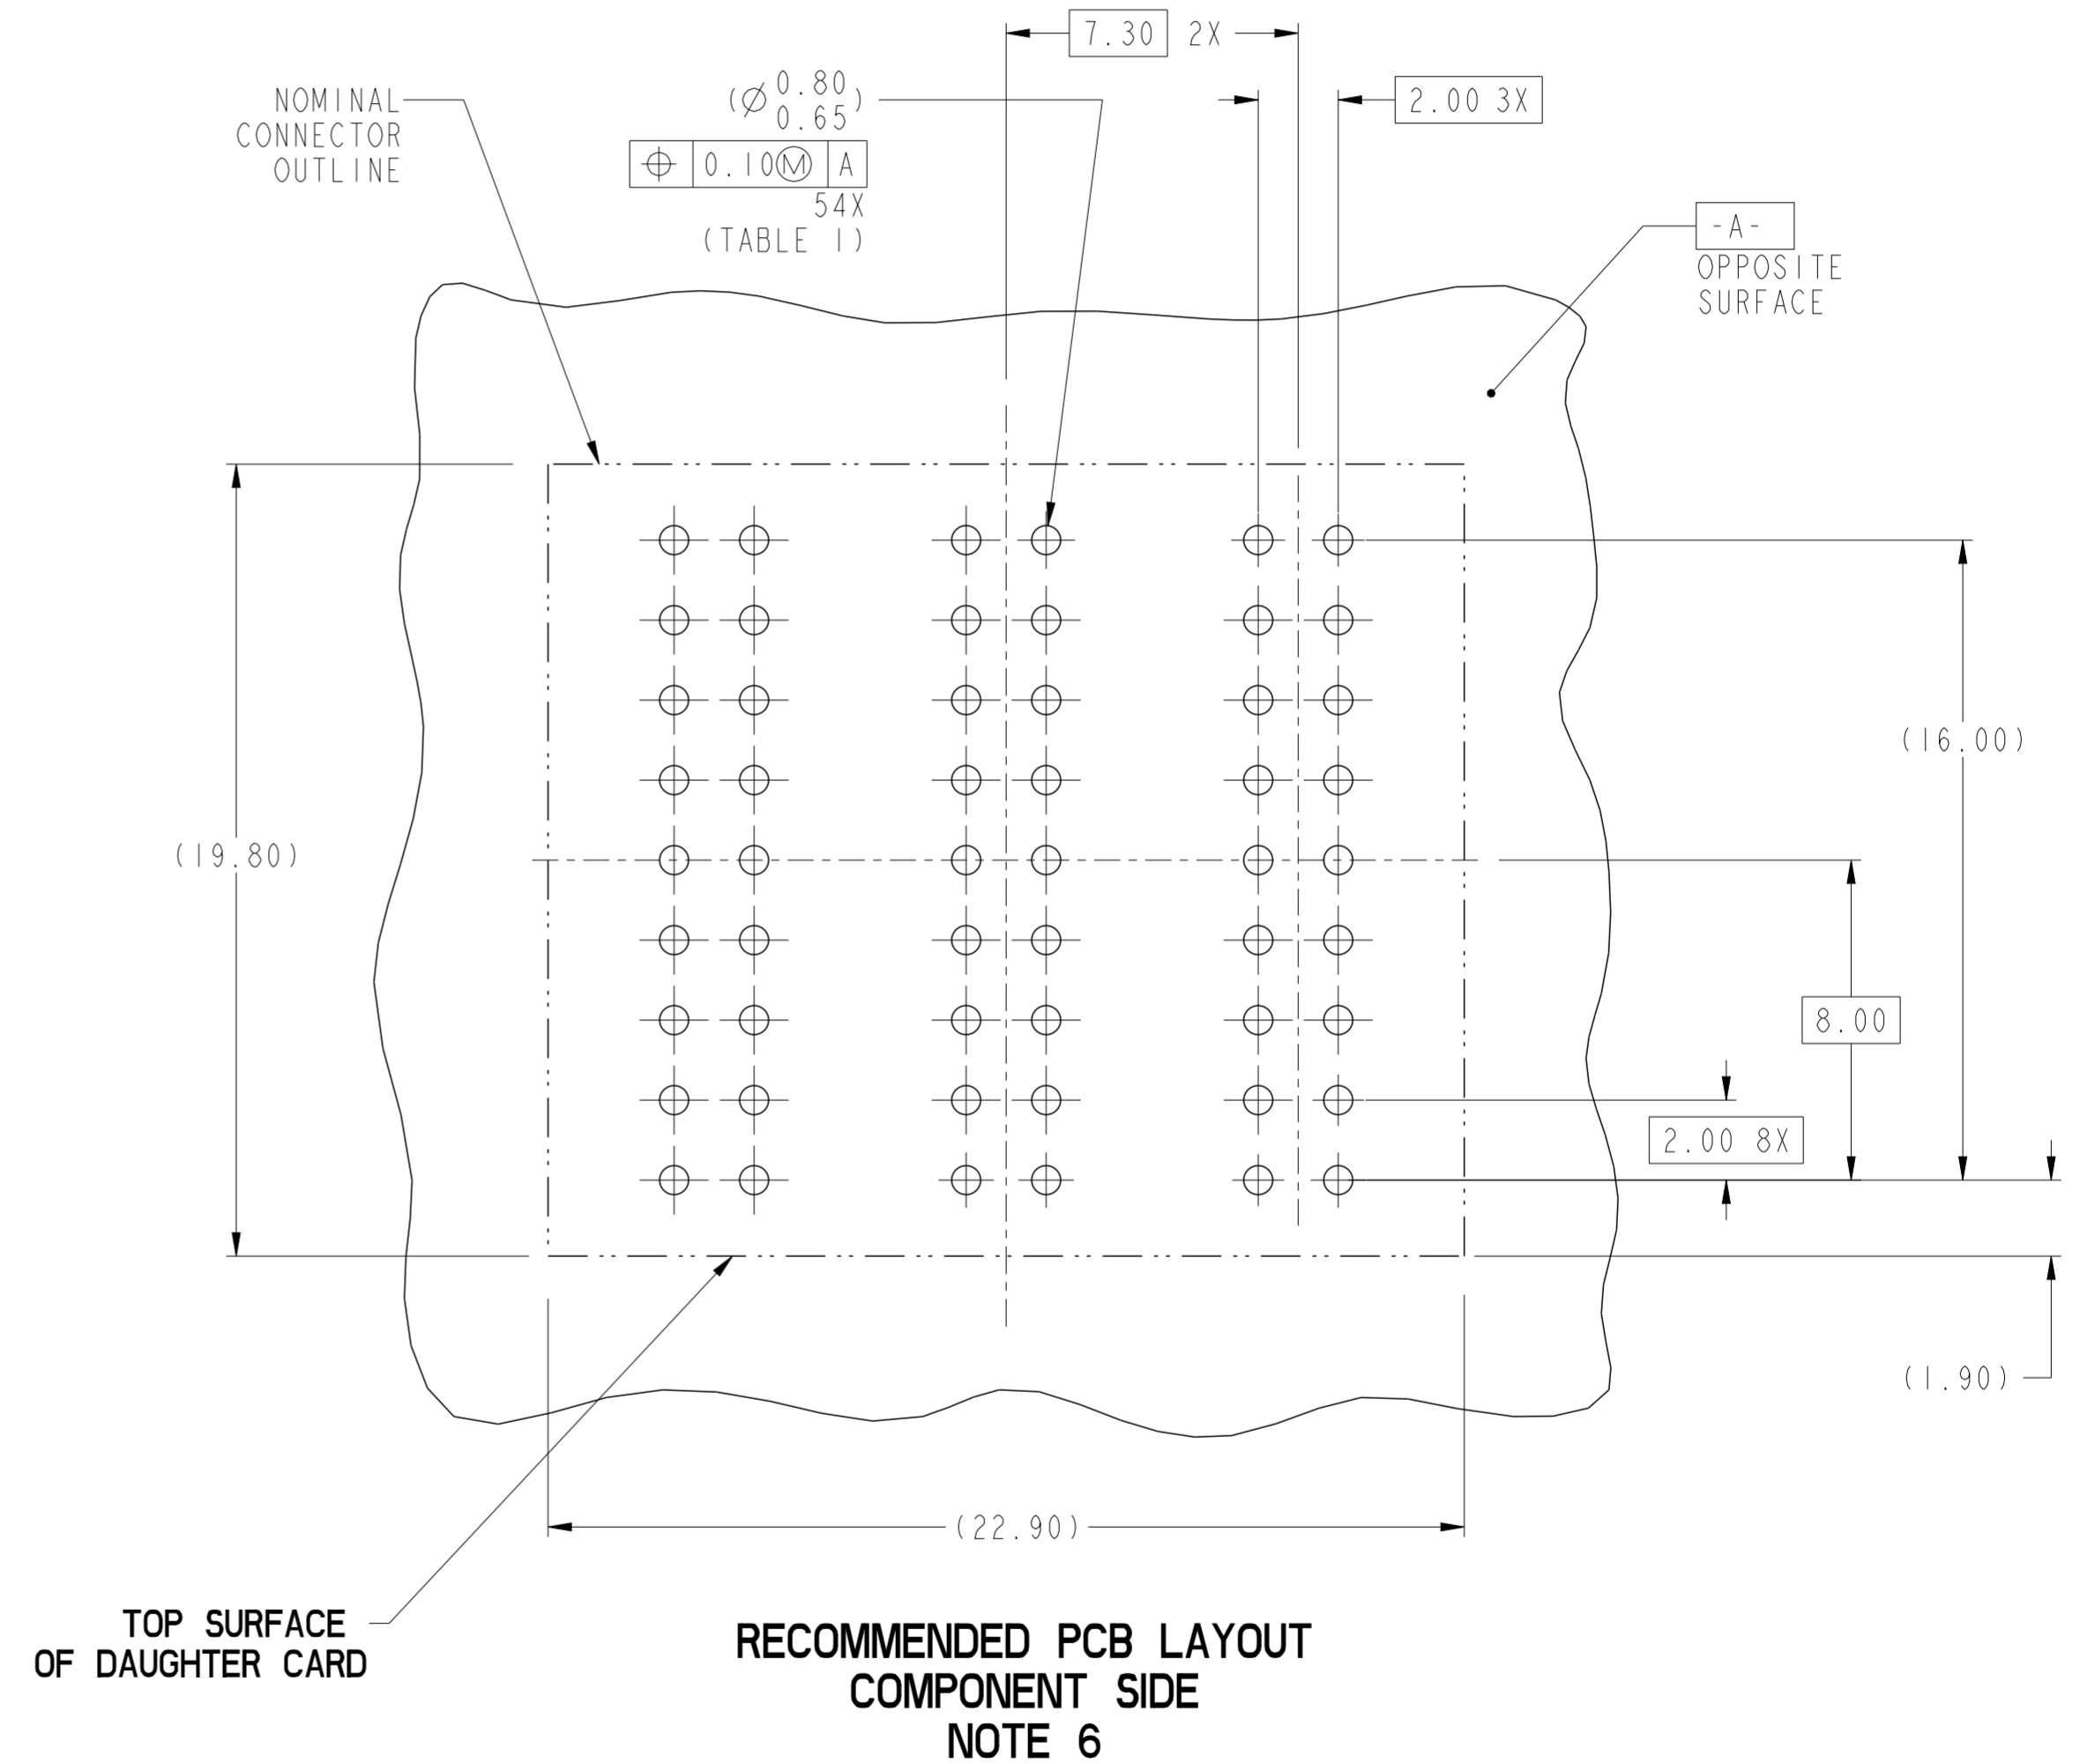 7.30 2X
NOMINAL
CONNECTOR
OUTLINE
(⌀ 0.80
0.65)
⌖ 0.10Ⓜ A
54X
(TABLE 1)
2.00 3X
-A-
OPPOSITE
SURFACE
(16.00)
(19.80)
8.00
2.00 8X
(1.90)
(22.90)
TOP SURFACE
OF DAUGHTER CARD
RECOMMENDED PCB LAYOUT
COMPONENT SIDE
NOTE 6